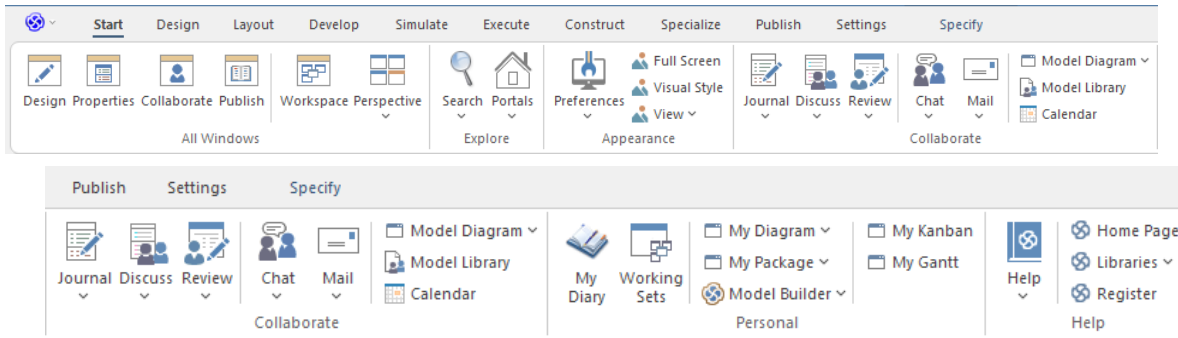 Start Design Layout Develop Simulate Execute Construct Specialize Publish Settings Specify
Full Screen Model Diagram
Visual Style Model Library
Design Properties Collaborate Publish Workspace Perspective Search Portals Preferences Journal Discuss Review Chat Mail
View Calendar
All Windows Explore Appearance Collaborate
Publish Settings Specify
Model Diagram My Diagram My Kanban Home Page
Model Library My Package My Gantt Libraries
Journal Discuss Review Chat Mail My Working Help
Calendar Diary Sets Model Builder Register
Collaborate Personal Help